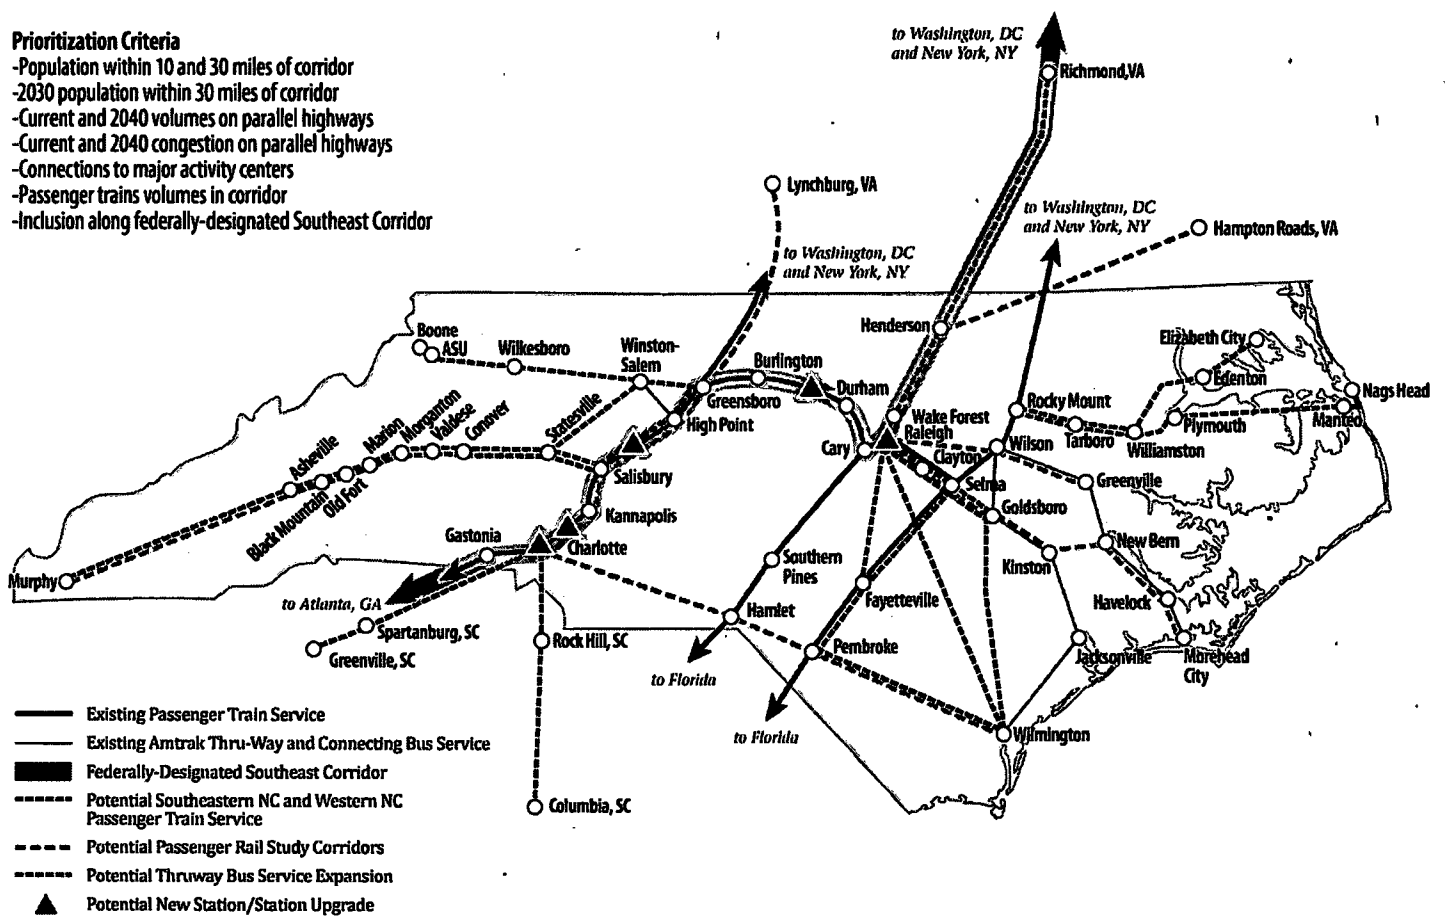 Prioritization Criteria
-Population within 10 and 30 miles of corridor
-2030 population within 30 miles of corridor
-Current and 2040 volumes on parallel highways
-Current and 2040 congestion on parallel highways
-Connections to major activity centers
-Passenger trains volumes in corridor
-Inclusion along federally-designated Southeast Corridor
to Washington, DC
and New York, NY
Richmond,VA
Lynchburg, VA
to Washington, DC
and New York, NY
Hampton Roads, VA
to Washington, DC
and New York, NY
Henderson
Boone
ASU
Wilkesboro
Winston-
Salem
Burlington
Durham
Greensboro
High Point
Elizabeth City
Edenton
Nags Head
Manteo
Plymouth
Williamston
Tarboro
Rocky Mount
Wake Forest
Raleigh
Cary
Clayton
Wilson
Selma
Greenville
Goldsboro
New Bern
Kinston
Havelock
Morehead
City
Jacksonville
Wilmington
Statesville
Conover
Valdese
Morganton
Marion
Old Fort
Black Mountain
Asheville
Murphy
Salisbury
Kannapolis
Charlotte
Gastonia
to Atlanta, GA
Spartanburg, SC
Greenville, SC
Rock Hill, SC
Columbia, SC
Southern
Pines
Hamlet
to Florida
Fayetteville
Pembroke
to Florida
Existing Passenger Train Service
Existing Amtrak Thru-Way and Connecting Bus Service
Federally-Designated Southeast Corridor
Potential Southeastern NC and Western NC
Passenger Train Service
Potential Passenger Rail Study Corridors
Potential Thruway Bus Service Expansion
Potential New Station/Station Upgrade